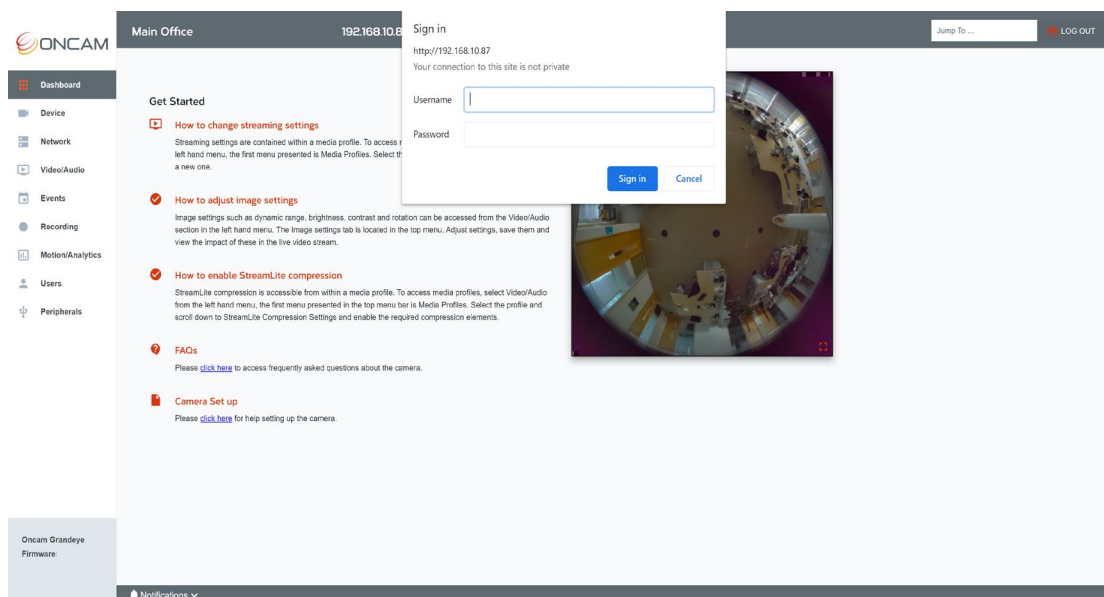 ONCAM
Main Office
192.168.10.8
Jump To ...
LOG OUT
Sign in
http://192.168.10.87
Your connection to this site is not private
Username
Password
Sign in
Cancel
Dashboard
Device
Network
Video/Audio
Events
Recording
Motion/Analytics
Users
Peripherals
Get Started
How to change streaming settings
Streaming settings are contained within a media profile. To access
left hand menu, the first menu presented is Media Profiles. Select
a new one.
How to adjust image settings
Image settings such as dynamic range, brightness, contrast and rotation can be accessed from the Video/Audio
section in the left hand menu. The Image settings tab is located in the top menu. Adjust settings, save them and
view the impact of these in the live video stream.
How to enable StreamLite compression
StreamLite compression is accessible from within a media profile. To access media profiles, select Video/Audio
from the left hand menu, the first menu presented in the top menu bar is Media Profiles. Select the profile and
scroll down to StreamLite Compression Settings and enable the required compression elements.
FAQs
Please click here to access frequently asked questions about the camera.
Camera Set up
Please click here for help setting up the camera.
Oncam Grandeye
Firmware:
Notifications